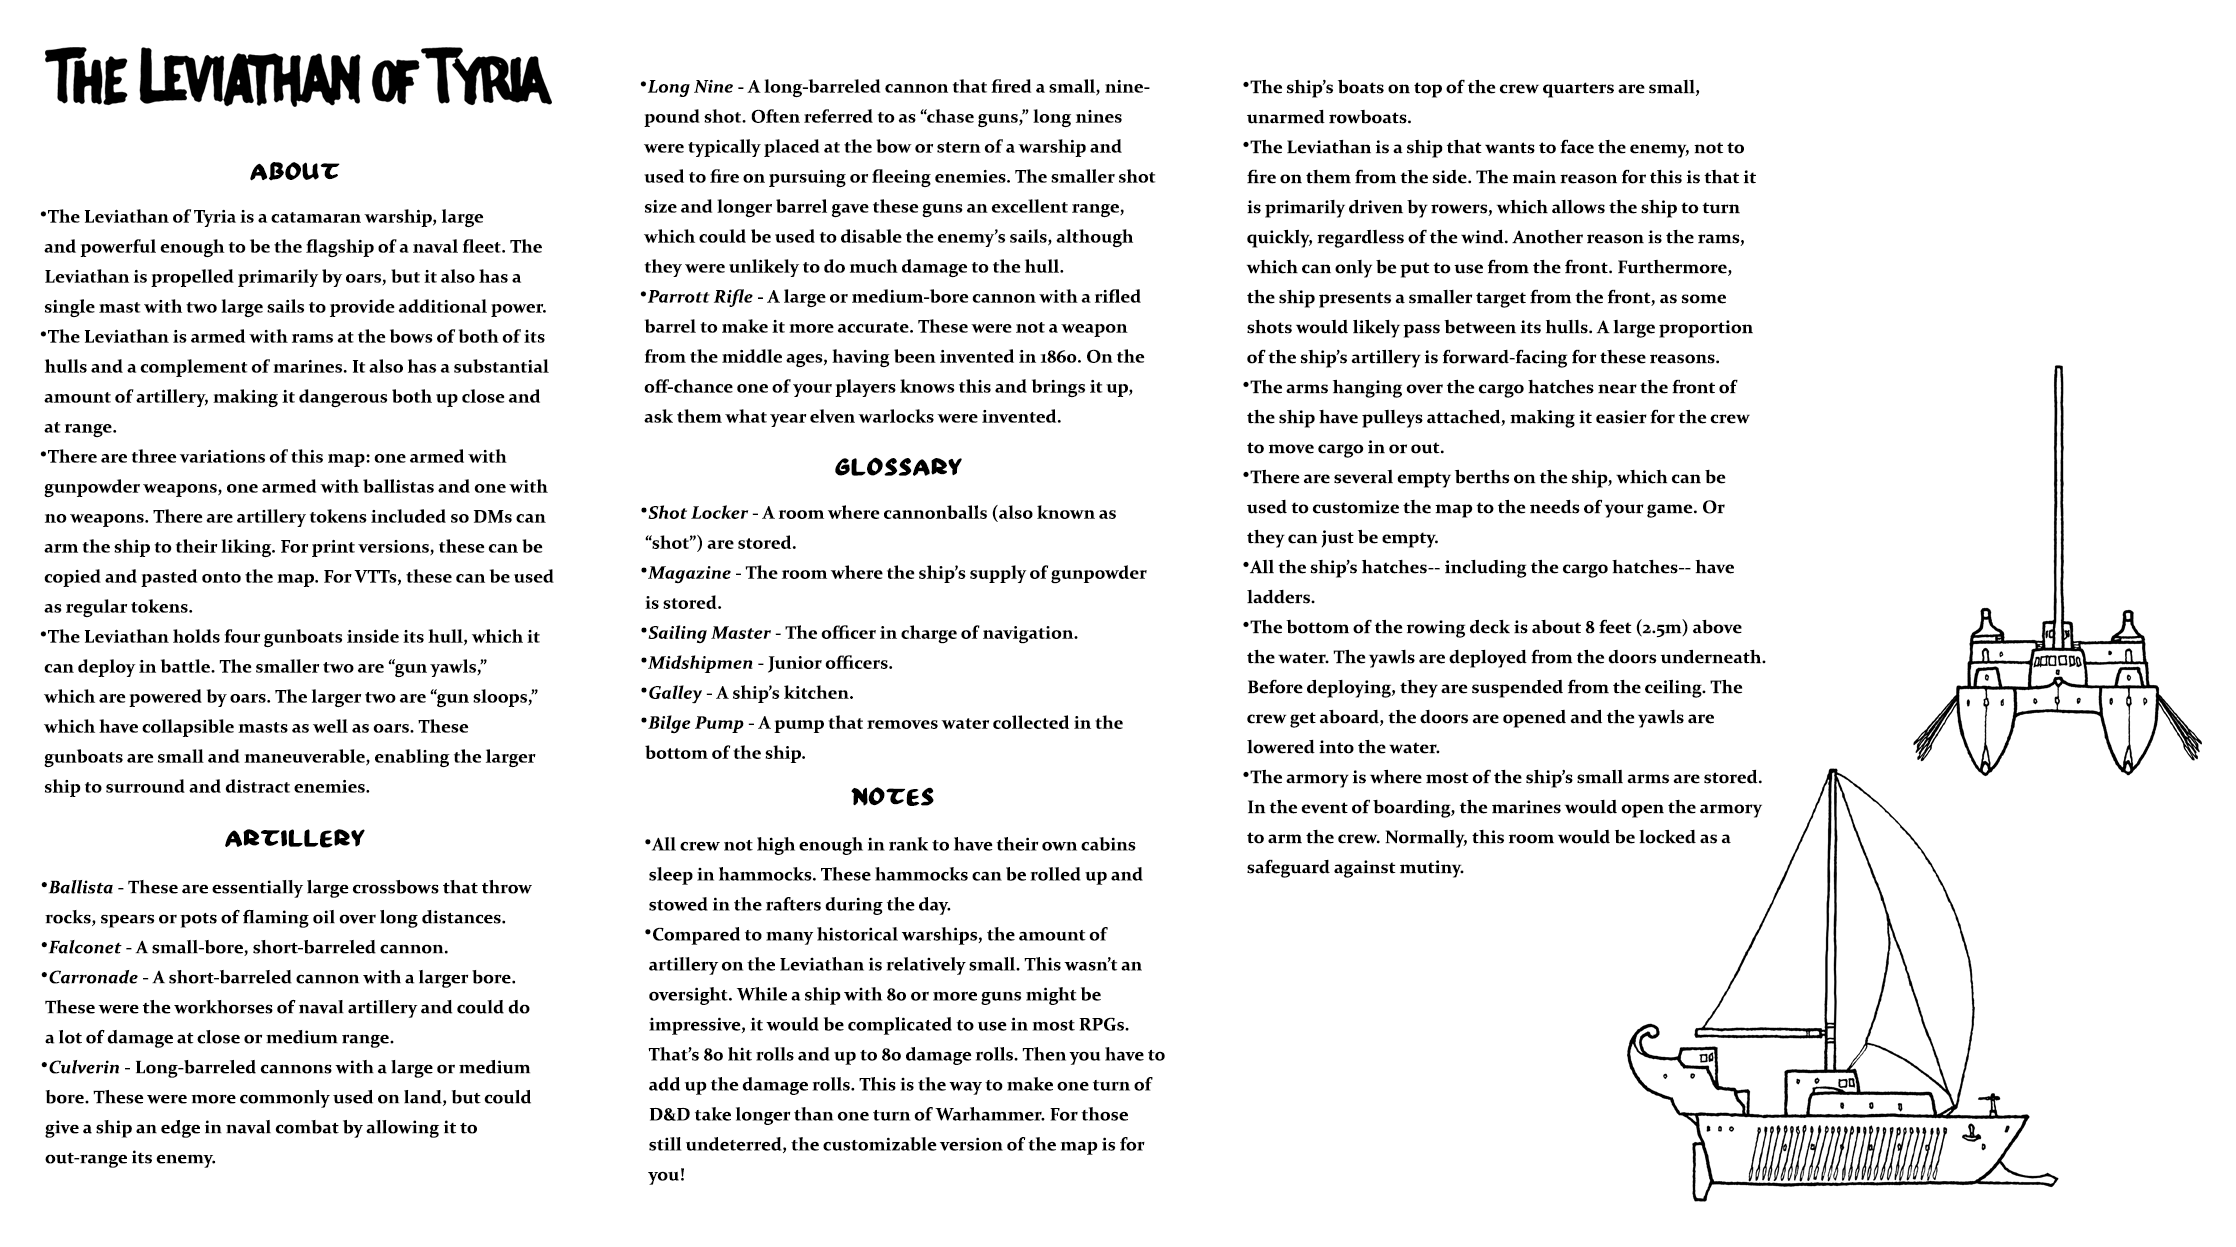 THE LEVIATHAN OF TYRIA
ABOUT
•The Leviathan of Tyria is a catamaran warship, large
and powerful enough to be the flagship of a naval fleet. The
Leviathan is propelled primarily by oars, but it also has a
single mast with two large sails to provide additional power.
•The Leviathan is armed with rams at the bows of both of its
hulls and a complement of marines. It also has a substantial
amount of artillery, making it dangerous both up close and
at range.
•There are three variations of this map: one armed with
gunpowder weapons, one armed with ballistas and one with
no weapons. There are artillery tokens included so DMs can
arm the ship to their liking. For print versions, these can be
copied and pasted onto the map. For VTTs, these can be used
as regular tokens.
•The Leviathan holds four gunboats inside its hull, which it
can deploy in battle. The smaller two are “gun yawls,”
which are powered by oars. The larger two are “gun sloops,”
which have collapsible masts as well as oars. These
gunboats are small and maneuverable, enabling the larger
ship to surround and distract enemies.
ARTILLERY
•Ballista - These are essentially large crossbows that throw
rocks, spears or pots of flaming oil over long distances.
•Falconet - A small-bore, short-barreled cannon.
•Carronade - A short-barreled cannon with a larger bore.
These were the workhorses of naval artillery and could do
a lot of damage at close or medium range.
•Culverin - Long-barreled cannons with a large or medium
bore. These were more commonly used on land, but could
give a ship an edge in naval combat by allowing it to
out-range its enemy.
•Long Nine - A long-barreled cannon that fired a small, nine-
pound shot. Often referred to as “chase guns,” long nines
were typically placed at the bow or stern of a warship and
used to fire on pursuing or fleeing enemies. The smaller shot
size and longer barrel gave these guns an excellent range,
which could be used to disable the enemy’s sails, although
they were unlikely to do much damage to the hull.
•Parrott Rifle - A large or medium-bore cannon with a rifled
barrel to make it more accurate. These were not a weapon
from the middle ages, having been invented in 1860. On the
off-chance one of your players knows this and brings it up,
ask them what year elven warlocks were invented.
GLOSSARY
•Shot Locker - A room where cannonballs (also known as
“shot”) are stored.
•Magazine - The room where the ship’s supply of gunpowder
is stored.
•Sailing Master - The officer in charge of navigation.
•Midshipmen - Junior officers.
•Galley - A ship’s kitchen.
•Bilge Pump - A pump that removes water collected in the
bottom of the ship.
NOTES
•All crew not high enough in rank to have their own cabins
sleep in hammocks. These hammocks can be rolled up and
stowed in the rafters during the day.
•Compared to many historical warships, the amount of
artillery on the Leviathan is relatively small. This wasn’t an
oversight. While a ship with 80 or more guns might be
impressive, it would be complicated to use in most RPGs.
That’s 80 hit rolls and up to 80 damage rolls. Then you have to
add up the damage rolls. This is the way to make one turn of
D&D take longer than one turn of Warhammer. For those
still undeterred, the customizable version of the map is for
you!
•The ship’s boats on top of the crew quarters are small,
unarmed rowboats.
•The Leviathan is a ship that wants to face the enemy, not to
fire on them from the side. The main reason for this is that it
is primarily driven by rowers, which allows the ship to turn
quickly, regardless of the wind. Another reason is the rams,
which can only be put to use from the front. Furthermore,
the ship presents a smaller target from the front, as some
shots would likely pass between its hulls. A large proportion
of the ship’s artillery is forward-facing for these reasons.
•The arms hanging over the cargo hatches near the front of
the ship have pulleys attached, making it easier for the crew
to move cargo in or out.
•There are several empty berths on the ship, which can be
used to customize the map to the needs of your game. Or
they can just be empty.
•All the ship’s hatches-- including the cargo hatches-- have
ladders.
•The bottom of the rowing deck is about 8 feet (2.5m) above
the water. The yawls are deployed from the doors underneath.
Before deploying, they are suspended from the ceiling. The
crew get aboard, the doors are opened and the yawls are
lowered into the water.
•The armory is where most of the ship’s small arms are stored.
In the event of boarding, the marines would open the armory
to arm the crew. Normally, this room would be locked as a
safeguard against mutiny.